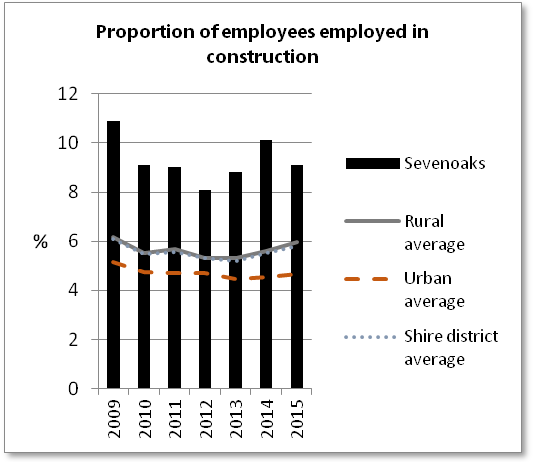 Proportion of employees employed in
construction
12
10
8
6
4
2
0
%
2009
2010
2011
2012
2013
2014
2015
Sevenoaks
Rural
average
Urban
average
Shire district
average